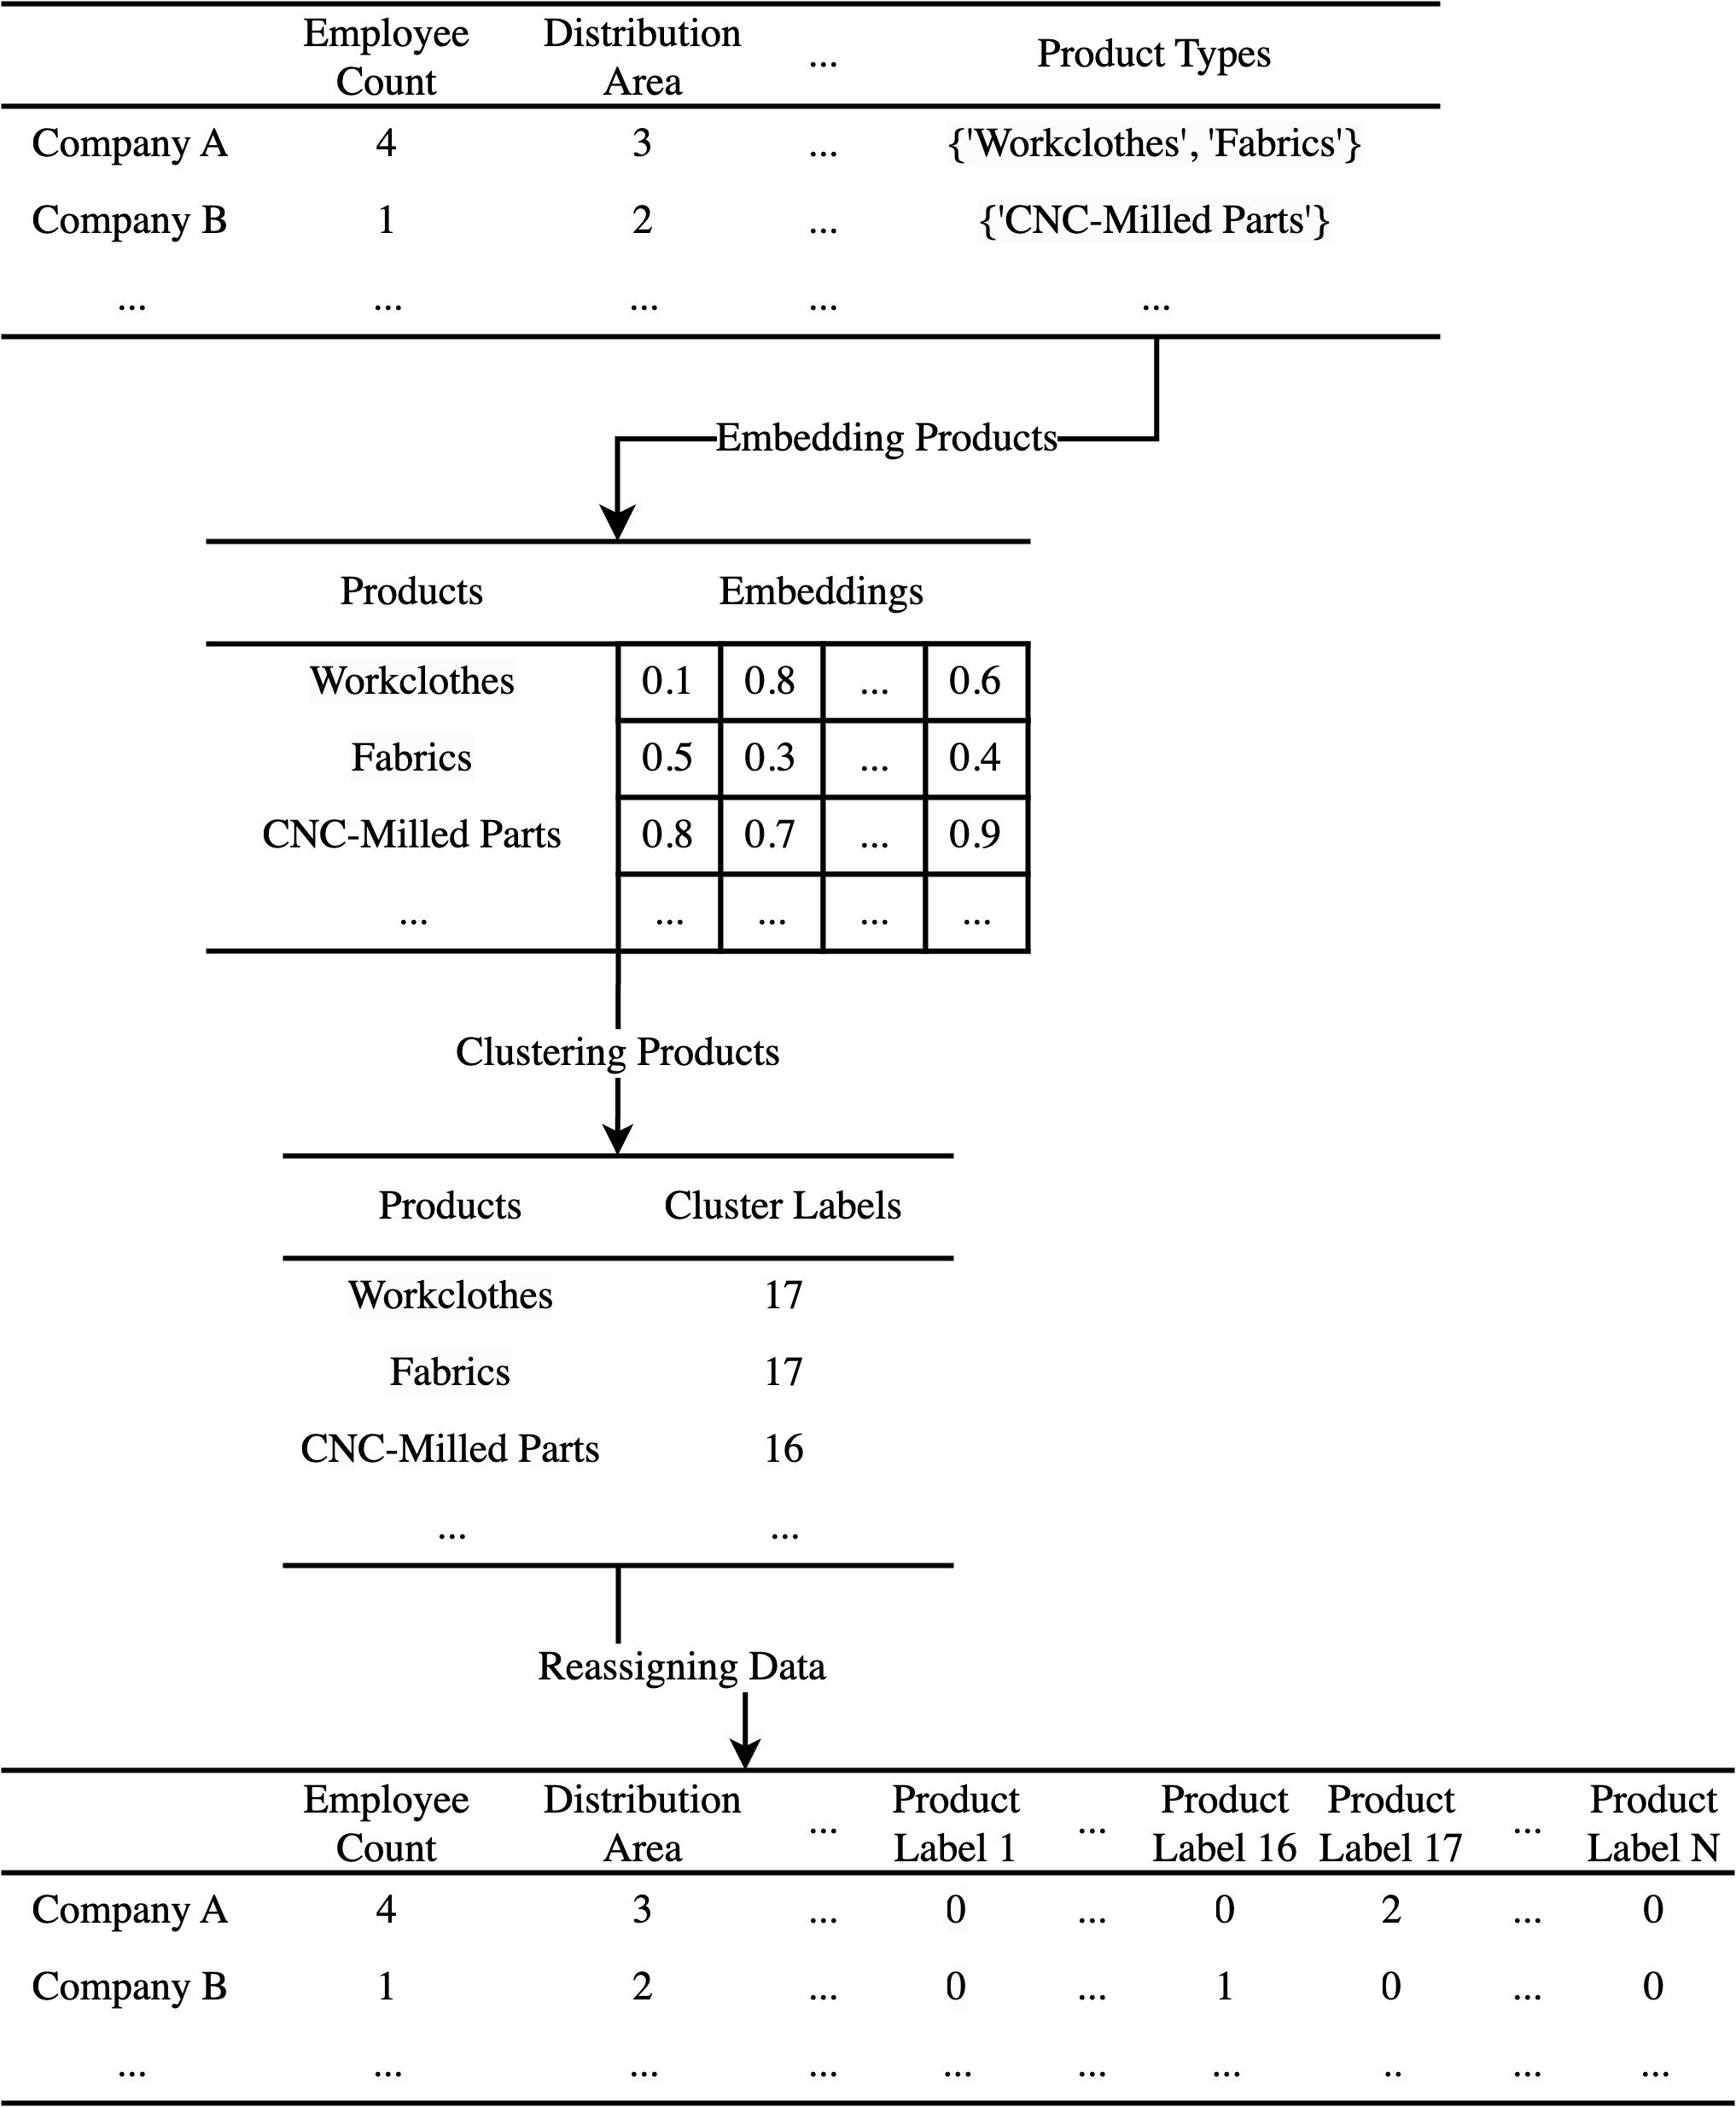 Employee Count Distribution Area ... Product Types
Company A 4 3 ... {'Workclothes', 'Fabrics'}
Company B 1 2 ... {'CNC-Milled Parts'}
... ... ... ... ...
Embedding Products
Products Embeddings
Workclothes 0.1 0.8 ... 0.6
Fabrics 0.5 0.3 ... 0.4
CNC-Milled Parts 0.8 0.7 ... 0.9
... ... ... ... ...
Clustering Products
Products Cluster Labels
Workclothes 17
Fabrics 17
CNC-Milled Parts 16
... ...
Reassigning Data
Employee Count Distribution Area ... Product Label 1 ... Product Label 16 Product Label 17 ... Product Label N
Company A 4 3 ... 0 ... 0 2 ... 0
Company B 1 2 ... 0 ... 1 0 ... 0
... ... ... ... ... ... ... .. ... ...